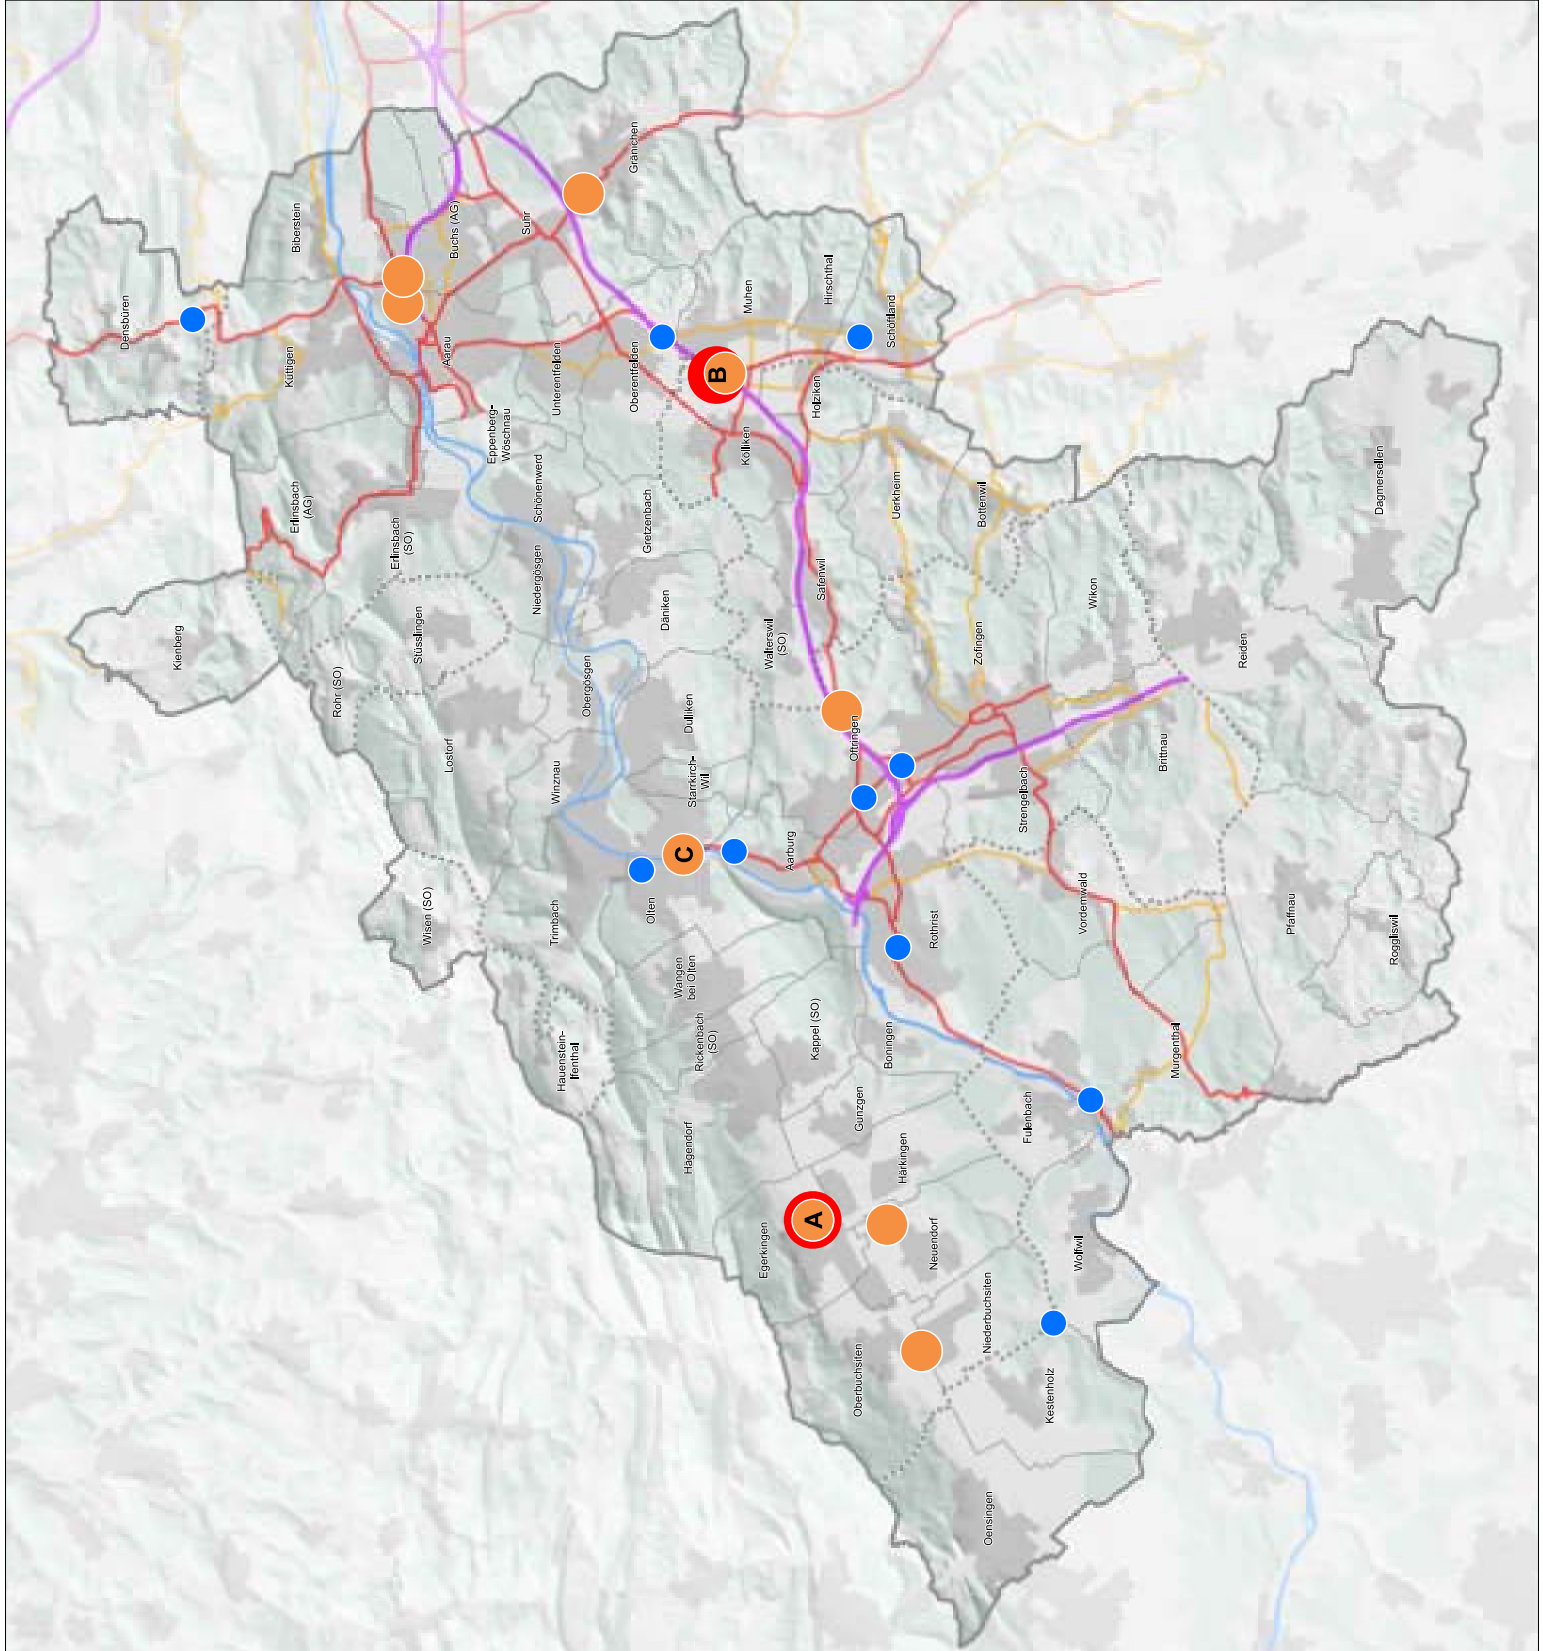 Densbüren
Biberstein
Küttigen
Buchs (AG)
Aarau
Suhr
Gränichen
Unterentfelden
Oberentfelden
Muhen
Hirschthal
Schöftland
B
Holziken
Kölliken
Eppenberg-
Wöschnau
Schönenwerd
Erlinsbach
(AG)
Erlinsbach
(SO)
Niedergösgen
Gretzenbach
Däniken
Uerkheim
Bottenwil
Safenwil
Walterswil
(SO)
Zofingen
Wikon
Dagmersellen
Reiden
Kienberg
Rohr (SO)
Stüsslingen
Lostorf
Obergösgen
Winznau
Dulliken
Starrkirch-
Wil
Oftringen
Strengelbach
Brittnau
Aarburg
C
Olten
Trimbach
Wisen (SO)
Wangen
bei Olten
Rothrist
Vordemwald
Pfaffnau
Roggliswil
Hauenstein-
Ifenthal
Rickenbach
(SO)
Kappel (SO)
Boningen
Murgenthal
Hägendorf
Gunzgen
Härkingen
Fulenbach
A
Egerkingen
Neuendorf
Wolfwil
Niederbuchsiten
Oberbuchsiten
Kestenholz
Oensingen